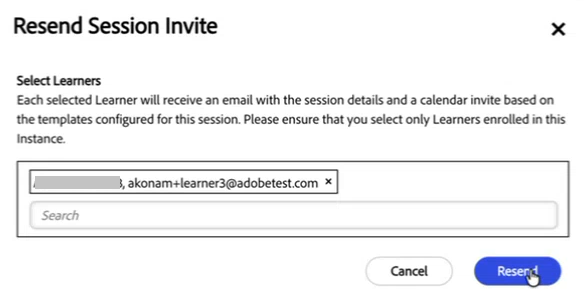 Resend Session Invite
Select Learners
Each selected Learner will receive an email with the session details and a calendar invite based on
the templates configured for this session. Please ensure that you select only Learners enrolled in this
Instance.
, akonam+learner3@adobetest.com ×
Search
Cancel
Resend